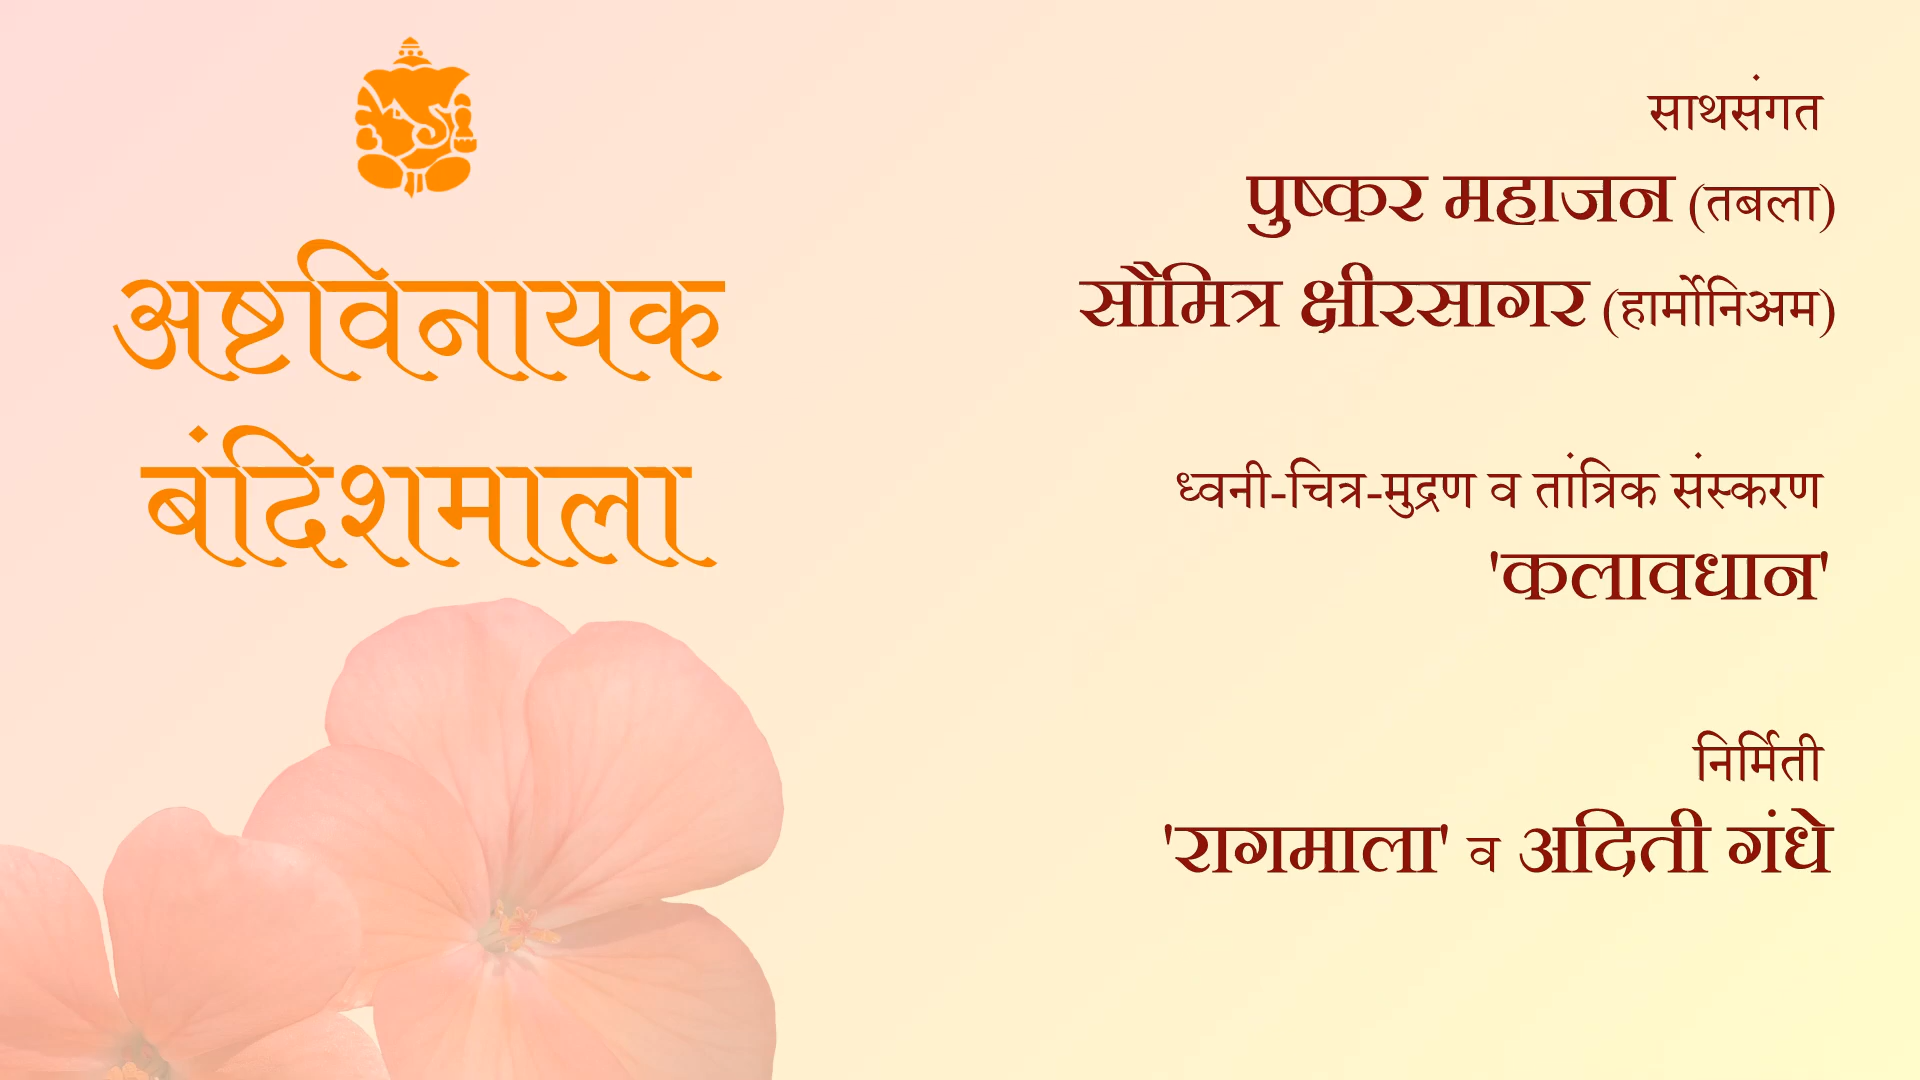 अष्टविनायक
बंदिशमाला
साथसंगत
पुष्कर महाजन (तबला)
सौमित्र क्षीरसागर (हार्मोनिअम)
ध्वनी-चित्र-मुद्रण व तांत्रिक संस्करण
'कलावधान'
निर्मिती
'रागमाला' व अदिती गंधे